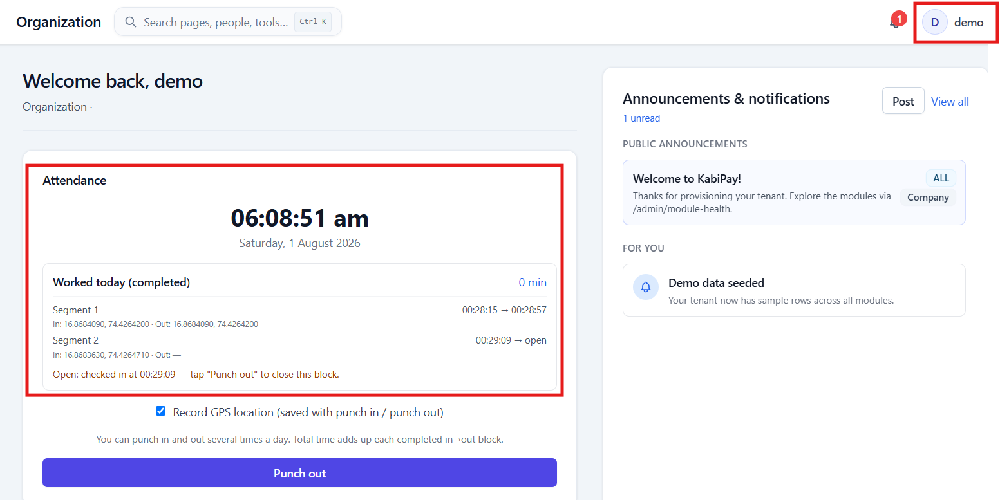 Organization
Search pages, people, tools...
Ctrl K
1
D
demo
Welcome back, demo
Organization ·
Attendance
06:08:51 am
Saturday, 1 August 2026
Worked today (completed)
0 min
Segment 1
00:28:15 → 00:28:57
In: 16.8684090, 74.4264200 · Out: 16.8684090, 74.4264200
Segment 2
00:29:09 → open
In: 16.8683630, 74.4264710 · Out: —
Open: checked in at 00:29:09 — tap "Punch out" to close this block.
Record GPS location (saved with punch in / punch out)
You can punch in and out several times a day. Total time adds up each completed in→out block.
Punch out
Announcements & notifications
Post
View all
1 unread
PUBLIC ANNOUNCEMENTS
Welcome to KabiPay!
ALL
Thanks for provisioning your tenant. Explore the modules via
Company
/admin/module-health.
FOR YOU
Demo data seeded
Your tenant now has sample rows across all modules.